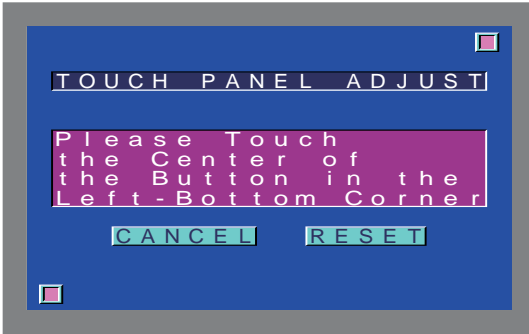 TOUCH PANEL ADJUST
Please Touch
the Center of
the Button in the
Left-Bottom Corner
CANCEL RESET